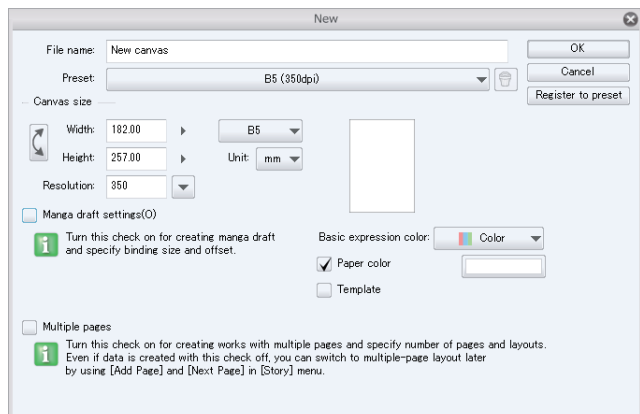 New
File name: New canvas
OK
Preset: B5 (350dpi)
Cancel
Register to preset
Canvas size
Width: 182.00
B5
Height: 257.00
Unit: mm
Resolution: 350
Manga draft settings(O)
Turn this check on for creating manga draft
and specify binding size and offset.
Basic expression color: Color
Paper color
Template
Multiple pages
Turn this check on for creating works with multiple pages and specify number of pages and layouts.
Even if data is created with this check off, you can switch to multiple-page layout later
by using [Add Page] and [Next Page] in [Story] menu.